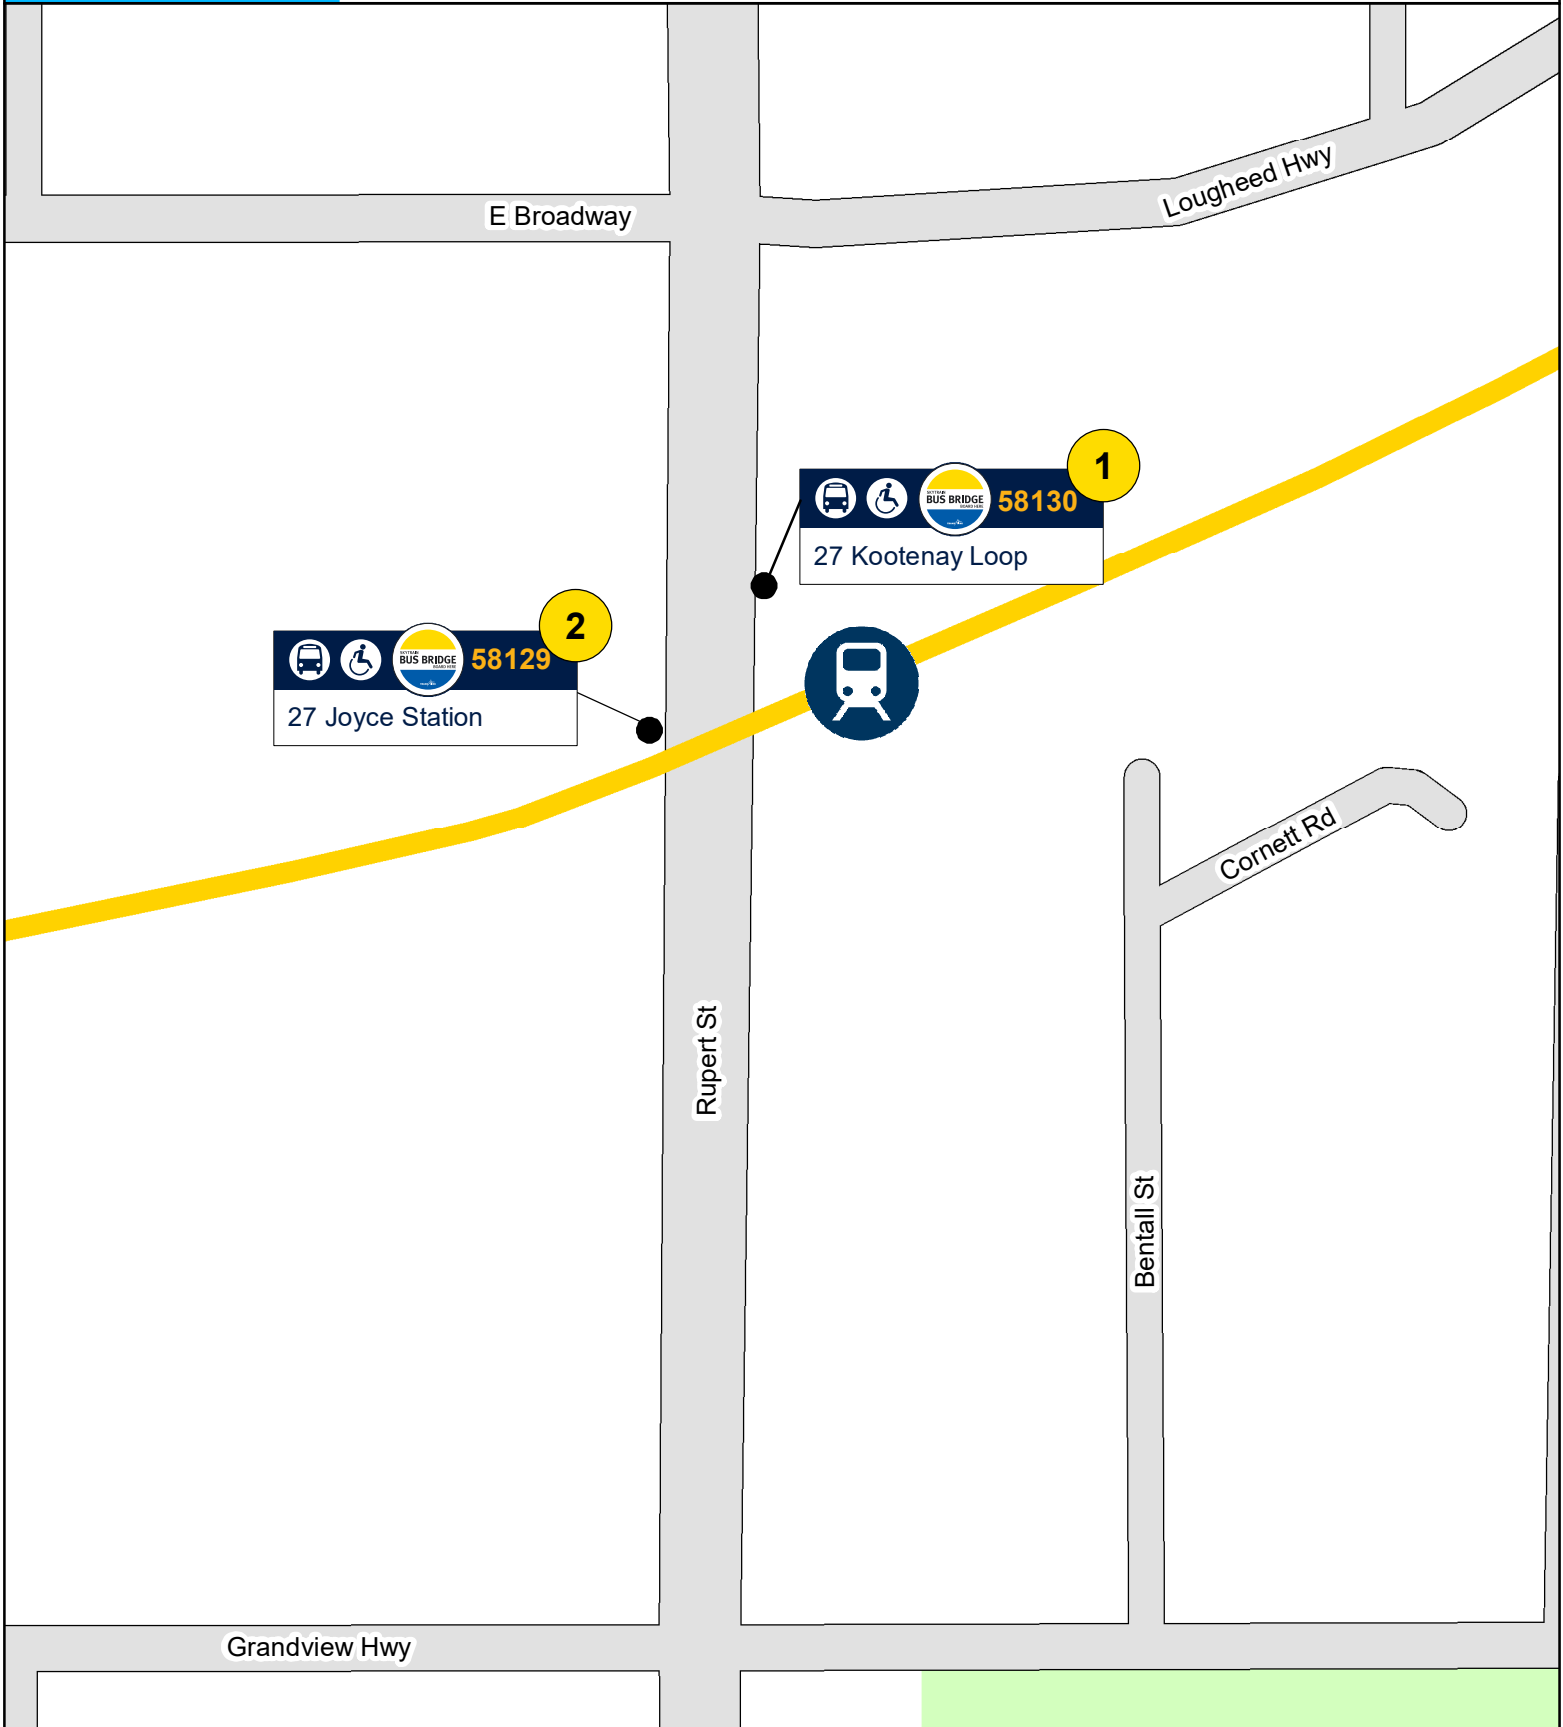 Lougheed Hwy
E Broadway
1
BUS BRIDGE
58130
27 Kootenay Loop
2
BUS BRIDGE
58129
27 Joyce Station
Cornett Rd
Rupert St
Bentall St
Grandview Hwy